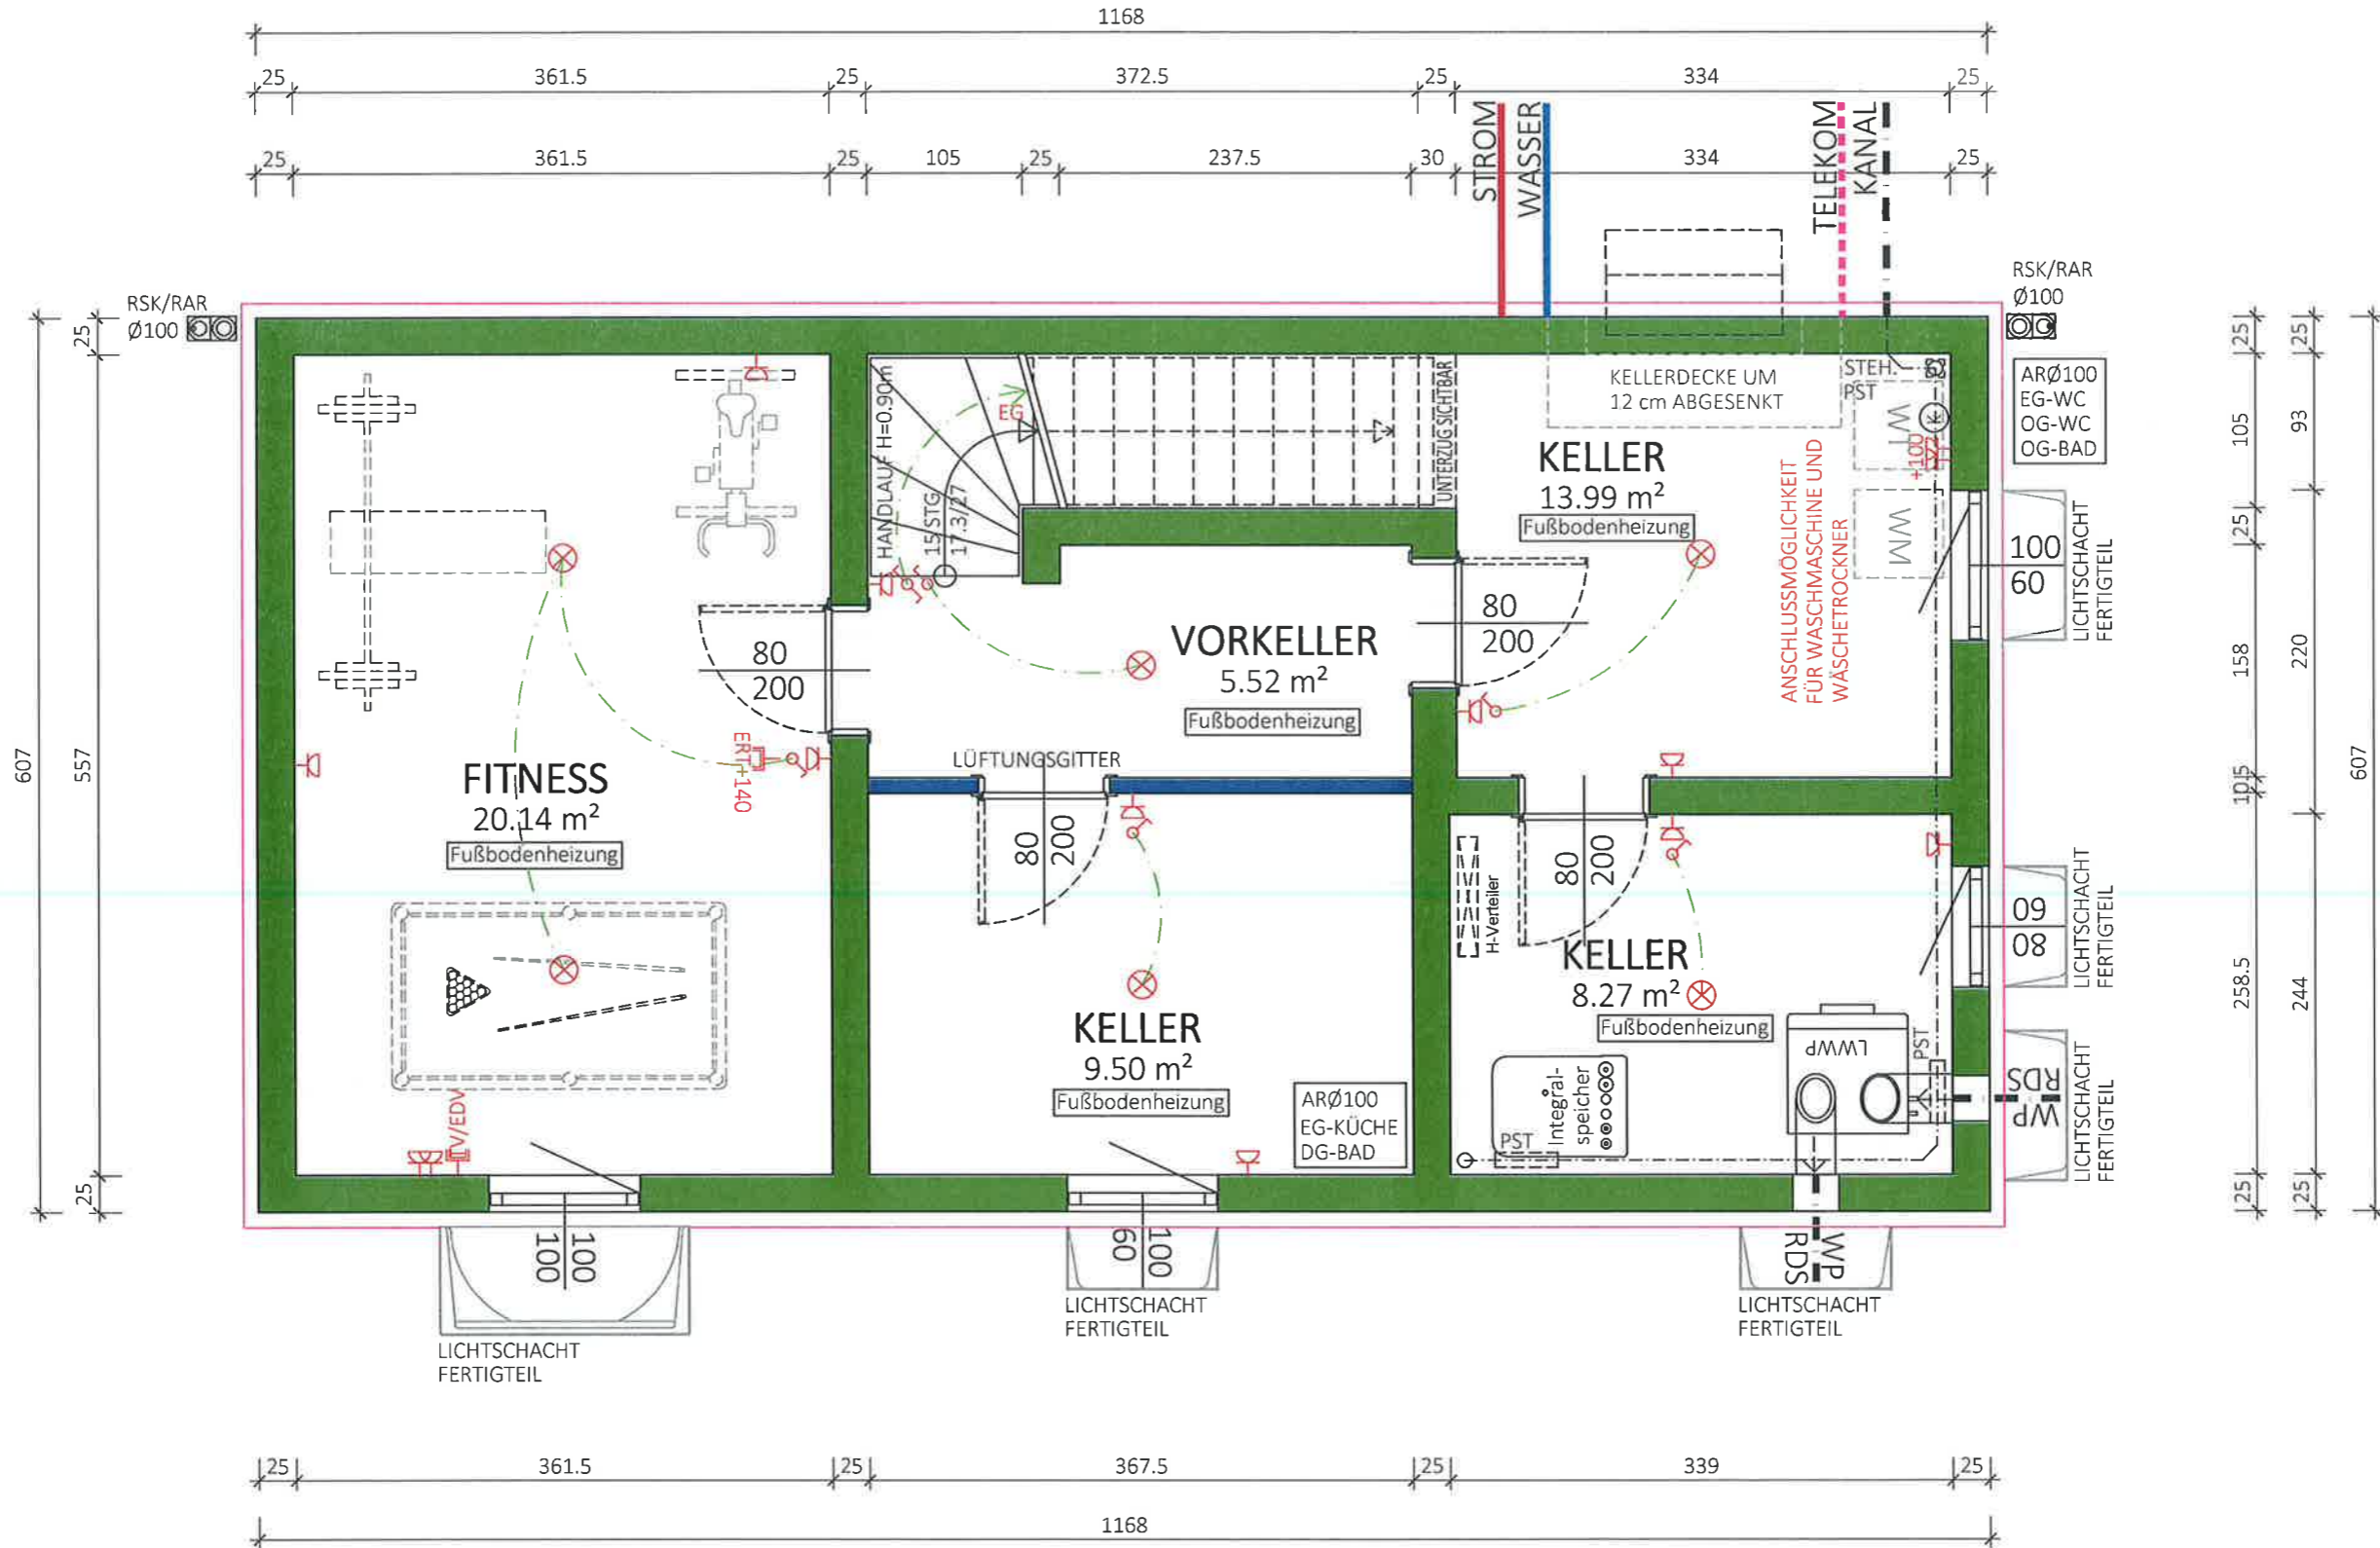 1168
25 361.5 25 372.5 25 334 25
25 361.5 25 105 25 237.5 30 334 25
STROM
WASSER
TELEKOM
KANAL
RSK/RAR
Ø100
RSK/RAR
Ø100
607
25
557
25
HANDLAUF H=0.90m
15 STG
17.3/27
EG
UNTERZUG SICHTBAR
KELLERDECKE UM
12 cm ABGESENKT
STEH.
PST
WT
+100
WM
KELLER
13.99 m²
Fußbodenheizung
ANSCHLUSSMÖGLICHKEIT
FÜR WASCHMASCHINE UND
WÄSCHETROCKNER
ARØ100
EG-WC
OG-WC
OG-BAD
100
60
LICHTSCHACHT
FERTIGTEIL
25
105
25
158
10.5
258.5
25
25
93
220
244
25
607
80
200
VORKELLER
5.52 m²
Fußbodenheizung
80
200
LÜFTUNGSGITTER
ERT+140
FITNESS
20.14 m²
Fußbodenheizung
80
200
80
200
H-Verteiler
KELLER
8.27 m²
Fußbodenheizung
60
80
LICHTSCHACHT
FERTIGTEIL
KELLER
9.50 m²
Fußbodenheizung
ARØ100
EG-KÜCHE
DG-BAD
Integral-
speicher
PST
LWWP
PST
RDS
WP
LICHTSCHACHT
FERTIGTEIL
TV/EDV
100
100
LICHTSCHACHT
FERTIGTEIL
100
60
LICHTSCHACHT
FERTIGTEIL
WP
RDS
LICHTSCHACHT
FERTIGTEIL
25 361.5 25 367.5 25 339 25
1168